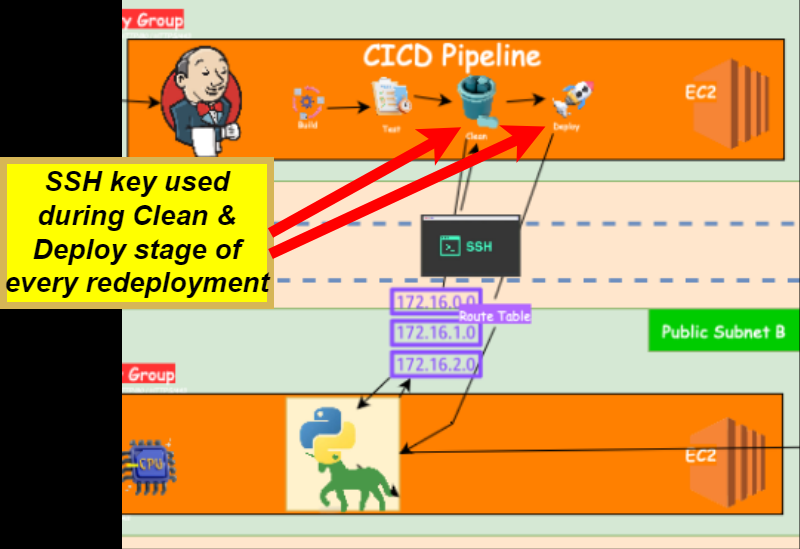 y Group
CICD Pipeline
EC2
Build
Test
Clean
Deploy
SSH key used
during Clean &
Deploy stage of
every redeployment
SSH
172.16.0.0
Route Table
172.16.1.0
172.16.2.0
Public Subnet B
Group
CPU
EC2